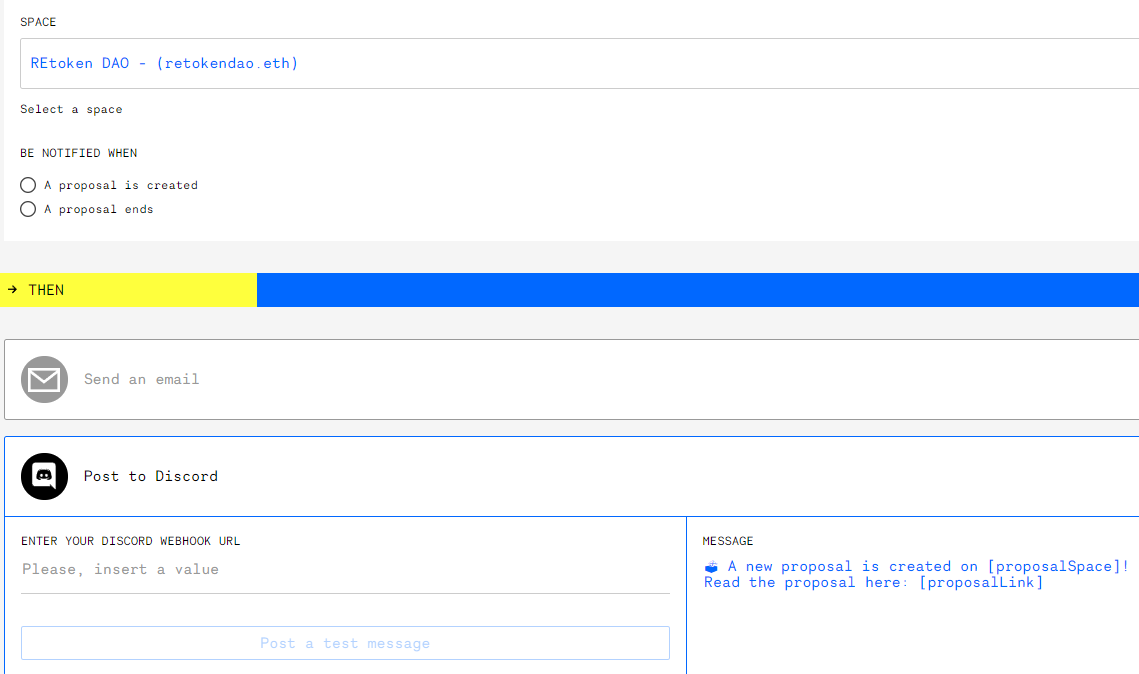 SPACE
REtoken DAO - (retokendao.eth)
Select a space
BE NOTIFIED WHEN
A proposal is created
A proposal ends
→ THEN
Send an email
Post to Discord
ENTER YOUR DISCORD WEBHOOK URL
Please, insert a value
Post a test message
MESSAGE
🗳 A new proposal is created on [proposalSpace]!
Read the proposal here: [proposalLink]